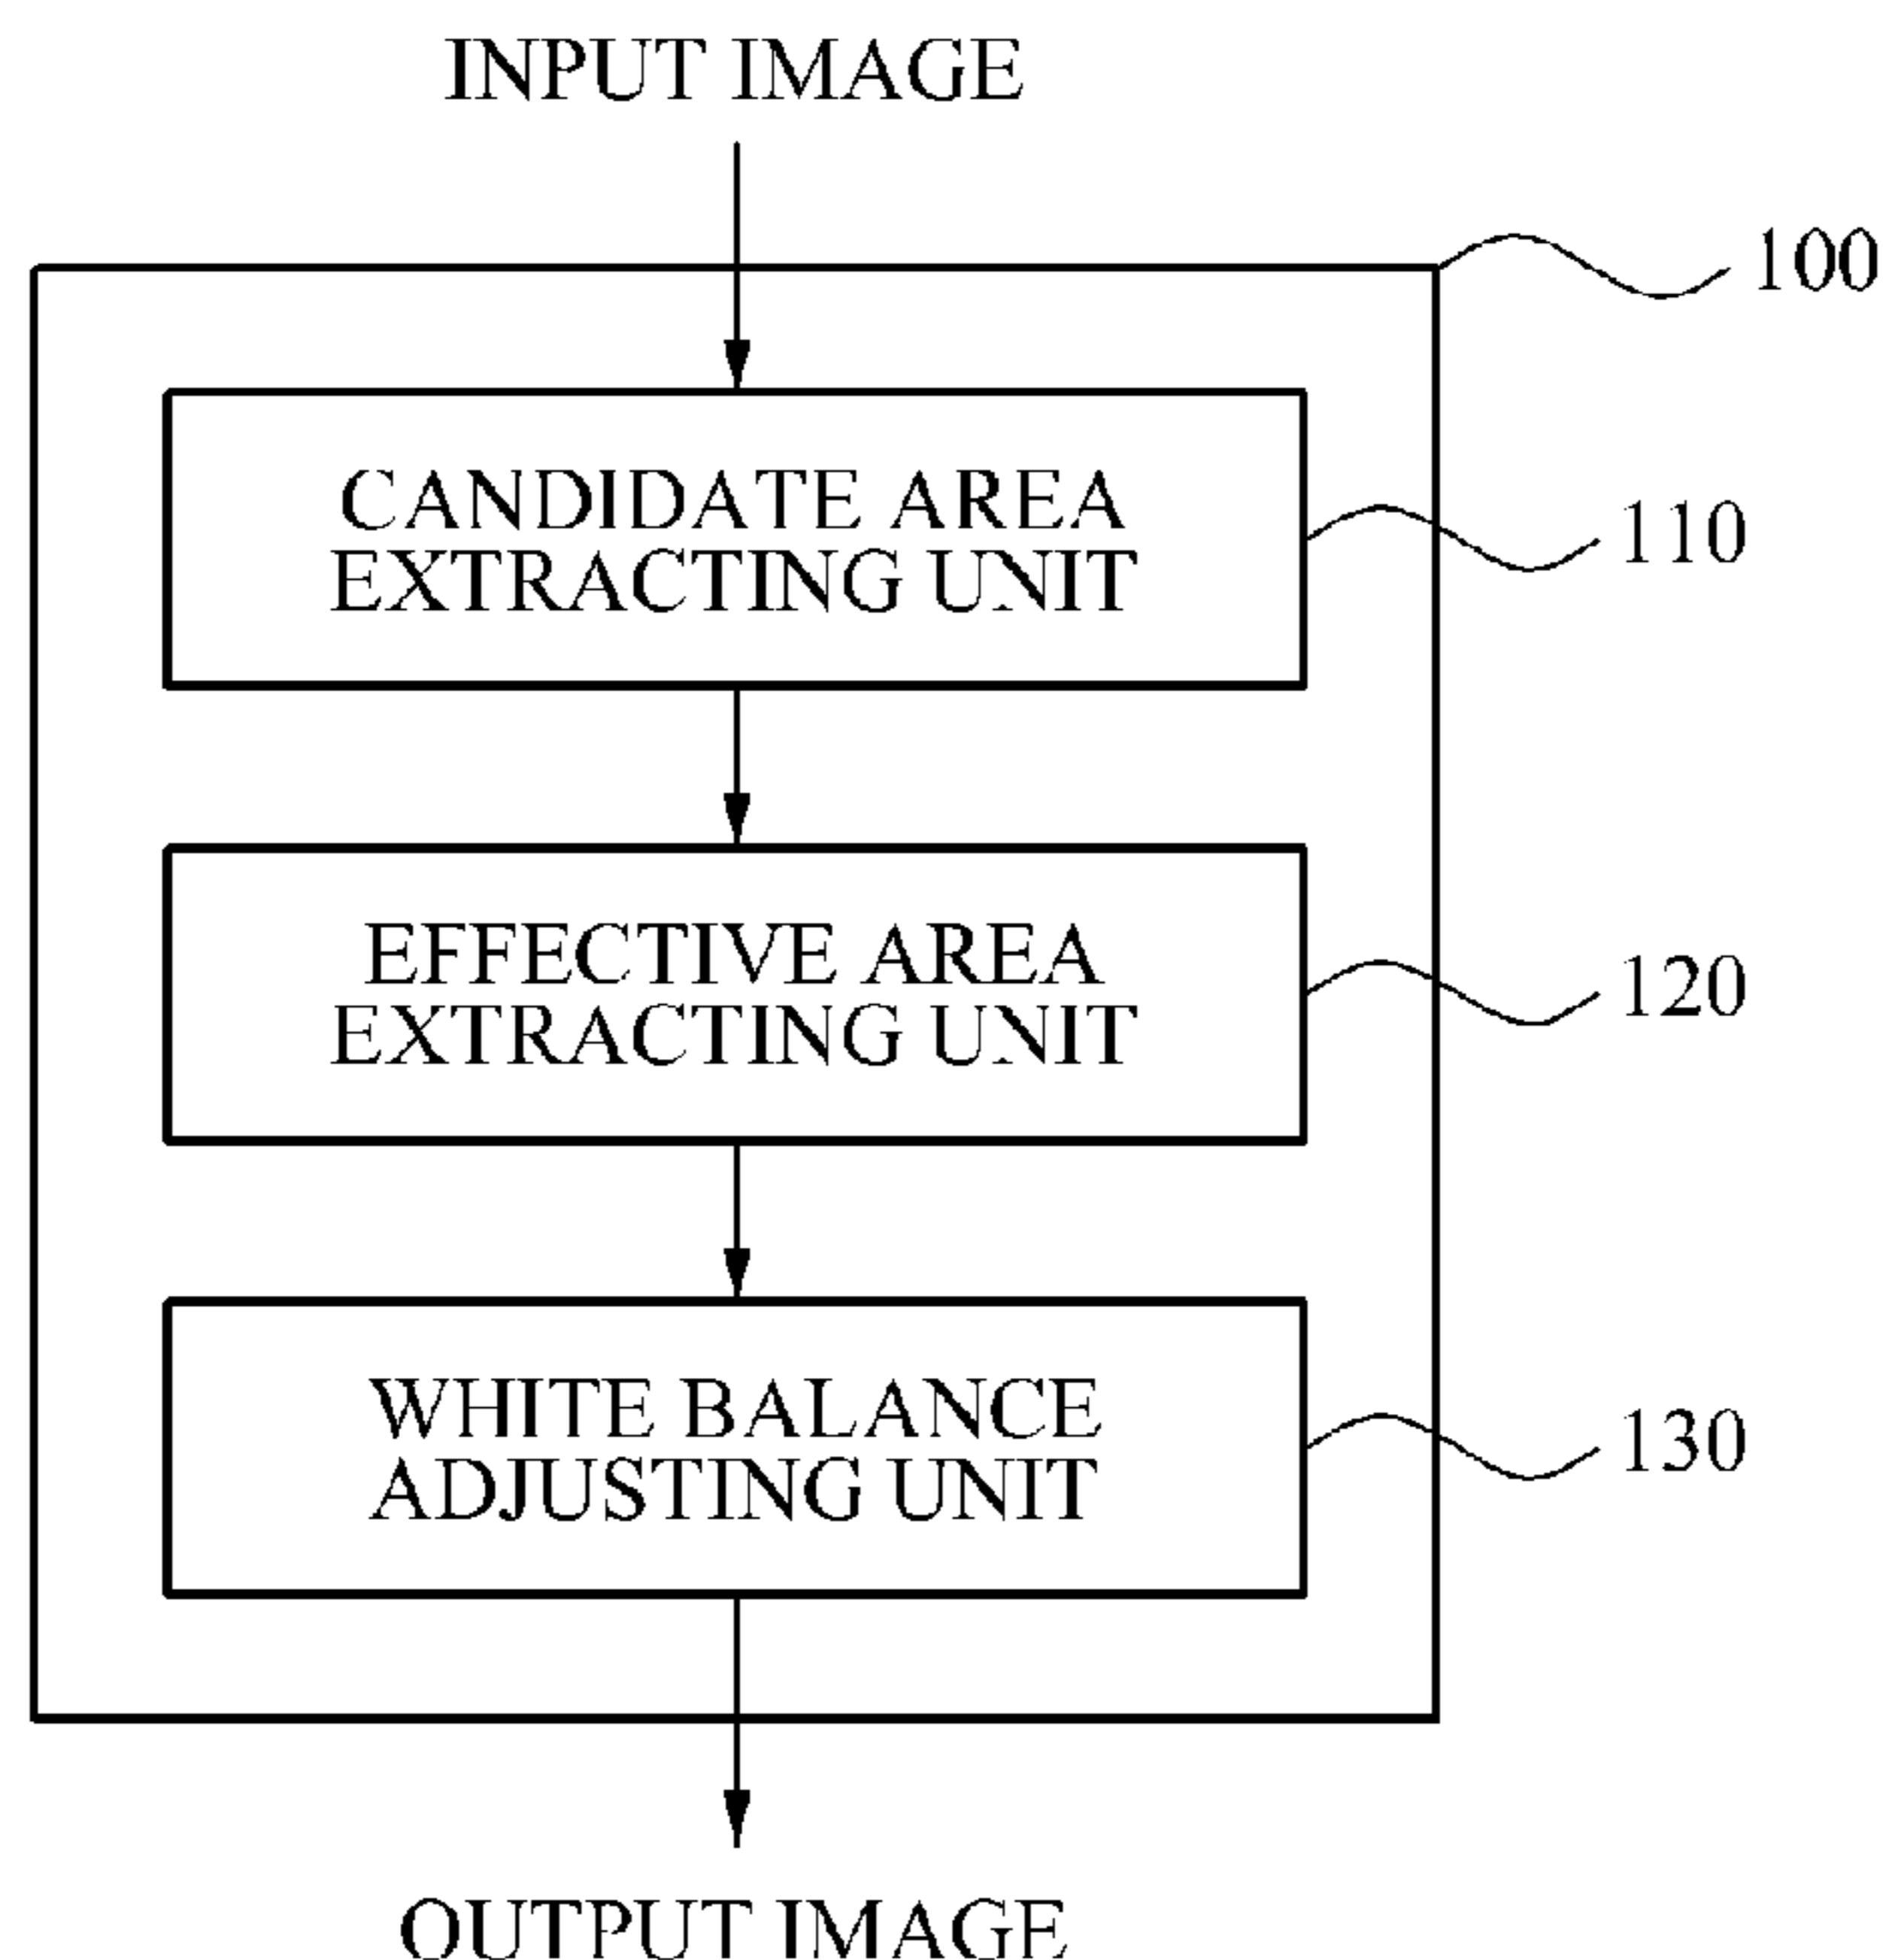 INPUT IMAGE
100
CANDIDATE AREA
EXTRACTING UNIT
110
EFFECTIVE AREA
EXTRACTING UNIT
120
WHITE BALANCE
ADJUSTING UNIT
130
OUTPUT IMAGE